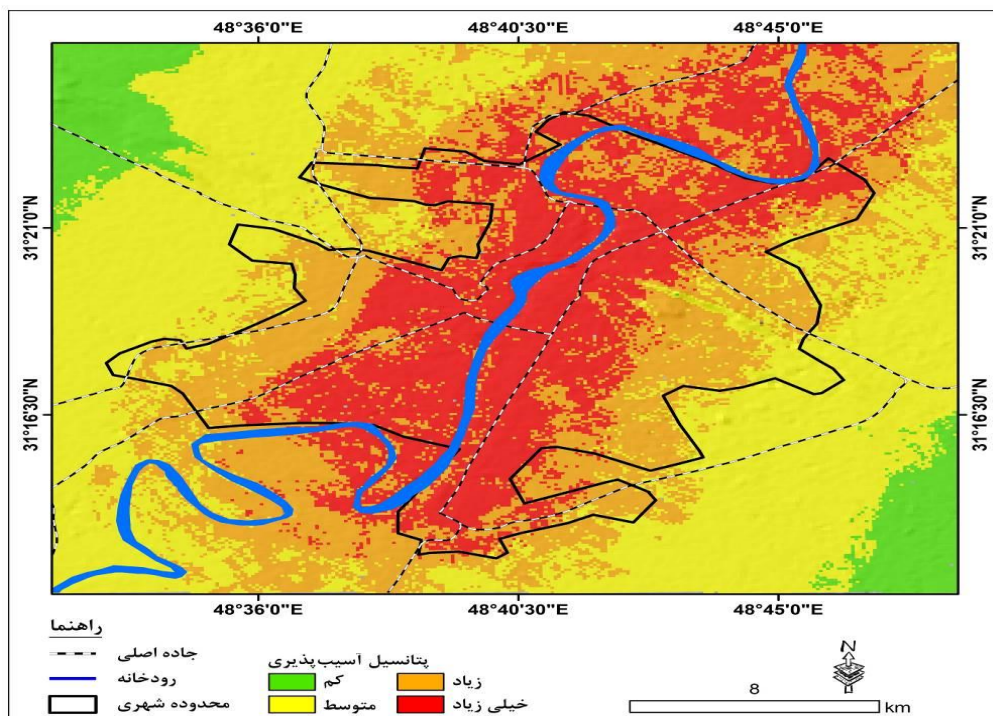 48°36'0"E 48°40'30"E 48°45'0"E
31°21'0"N 31°21'0"N
31°16'30"N 31°16'30"N
48°36'0"E 48°40'30"E 48°45'0"E
راهنما
جاده اصلی
رودخانه
محدوده شهری
پتانسیل آسیب‌پذیری
کم
متوسط
زیاد
خیلی زیاد
N
8
km